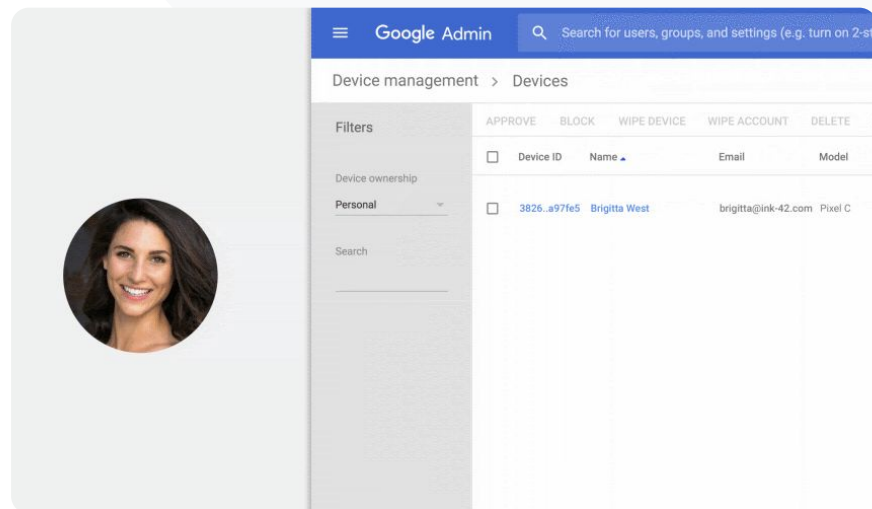 Google Admin
Search for users, groups, and settings (e.g. turn on 2-st
Device management > Devices
Filters
APPROVE BLOCK WIPE DEVICE WIPE ACCOUNT DELETE
Device ID Name Email Model
Device ownership
Personal
3826..a97fe5 Brigitta West brigitta@ink-42.com Pixel C
Search